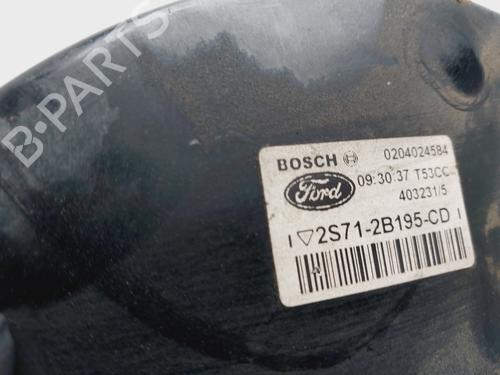 B-PARTS
BOSCH 0204024584
Ford 09:30:37 T53CC
403231/5
2S71-2B195-CD